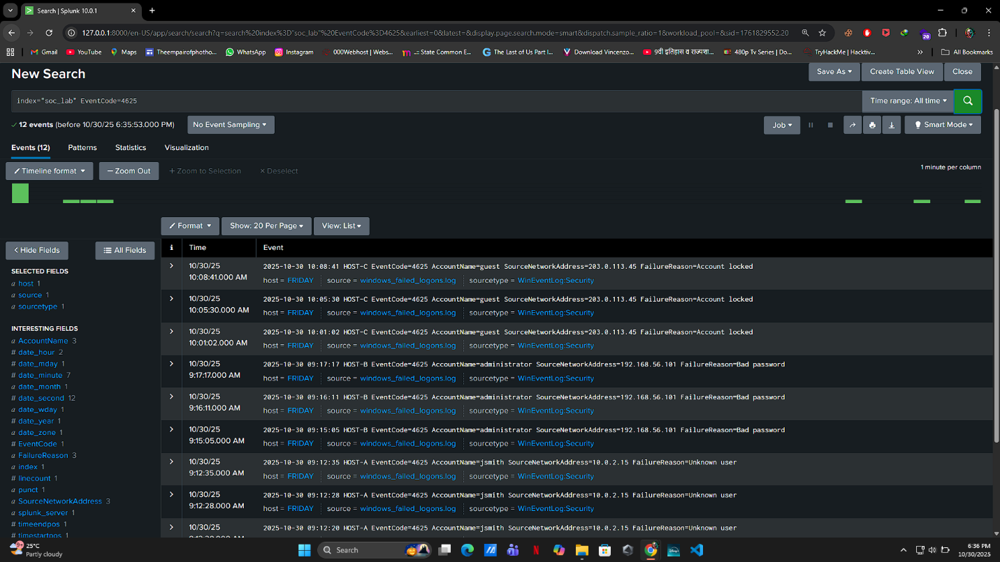 Search | Splunk 10.0.1
127.0.0.1:8000/en-US/app/search/search?q=search%20index%3D"soc_lab"%20EventCode%3D4625&earliest=0&latest=&display.page.search.mode=smart&dispatch.sample_ratio=1&workload_pool=&sid=1761829552.20
20
Gmail YouTube Maps Theempairofphotho... WhatsApp Instagram 000Webhost | Webs... -:: State Common E... The Last of Us Part I... Download Vincenzo... 9वी इतिहास व राज्यशा... 480p Tv Series | Do... TryHackMe | Hacktiv... All Bookmarks
New Search
Save As Create Table View Close
index="soc_lab" EventCode=4625
Time range: All time
12 events (before 10/30/25 6:35:53.000 PM)
No Event Sampling
Job
Smart Mode
Events (12) Patterns Statistics Visualization
Timeline format
— Zoom Out
+ Zoom to Selection
× Deselect
1 minute per column
Format
Show: 20 Per Page
View: List
< Hide Fields
All Fields
i Time Event
SELECTED FIELDS
a host 1
a source 1
a sourcetype 1
INTERESTING FIELDS
a AccountName 3
# date_hour 2
# date_mday 1
# date_minute 7
a date_month 1
# date_second 12
a date_wday 1
# date_year 1
a date_zone 1
# EventCode 1
a FailureReason 3
a index 1
# linecount 1
a punct 1
a SourceNetworkAddress 3
a splunk_server 1
# timeendpos 1
# timestartpos 1
10/30/25
10:08:41.000 AM
2025-10-30 10:08:41 HOST-C EventCode=4625 AccountName=guest SourceNetworkAddress=203.0.113.45 FailureReason=Account locked
host = FRIDAY source = windows_failed_logons.log sourcetype = WinEventLog:Security
10/30/25
10:05:30.000 AM
2025-10-30 10:05:30 HOST-C EventCode=4625 AccountName=guest SourceNetworkAddress=203.0.113.45 FailureReason=Account locked
host = FRIDAY source = windows_failed_logons.log sourcetype = WinEventLog:Security
10/30/25
10:01:02.000 AM
2025-10-30 10:01:02 HOST-C EventCode=4625 AccountName=guest SourceNetworkAddress=203.0.113.45 FailureReason=Account locked
host = FRIDAY source = windows_failed_logons.log sourcetype = WinEventLog:Security
10/30/25
9:17:17.000 AM
2025-10-30 09:17:17 HOST-B EventCode=4625 AccountName=administrator SourceNetworkAddress=192.168.56.101 FailureReason=Bad password
host = FRIDAY source = windows_failed_logons.log sourcetype = WinEventLog:Security
10/30/25
9:16:11.000 AM
2025-10-30 09:16:11 HOST-B EventCode=4625 AccountName=administrator SourceNetworkAddress=192.168.56.101 FailureReason=Bad password
host = FRIDAY source = windows_failed_logons.log sourcetype = WinEventLog:Security
10/30/25
9:15:05.000 AM
2025-10-30 09:15:05 HOST-B EventCode=4625 AccountName=administrator SourceNetworkAddress=192.168.56.101 FailureReason=Bad password
host = FRIDAY source = windows_failed_logons.log sourcetype = WinEventLog:Security
10/30/25
9:12:35.000 AM
2025-10-30 09:12:35 HOST-A EventCode=4625 AccountName=jsmith SourceNetworkAddress=10.0.2.15 FailureReason=Unknown user
host = FRIDAY source = windows_failed_logons.log sourcetype = WinEventLog:Security
10/30/25
9:12:28.000 AM
2025-10-30 09:12:28 HOST-A EventCode=4625 AccountName=jsmith SourceNetworkAddress=10.0.2.15 FailureReason=Unknown user
host = FRIDAY source = windows_failed_logons.log sourcetype = WinEventLog:Security
10/30/25
2025-10-30 09:12:20 HOST-A EventCode=4625 AccountName=jsmith SourceNetworkAddress=10.0.2.15 FailureReason=Unknown user
25°C
Partly cloudy
Search
6:36 PM
10/30/2025